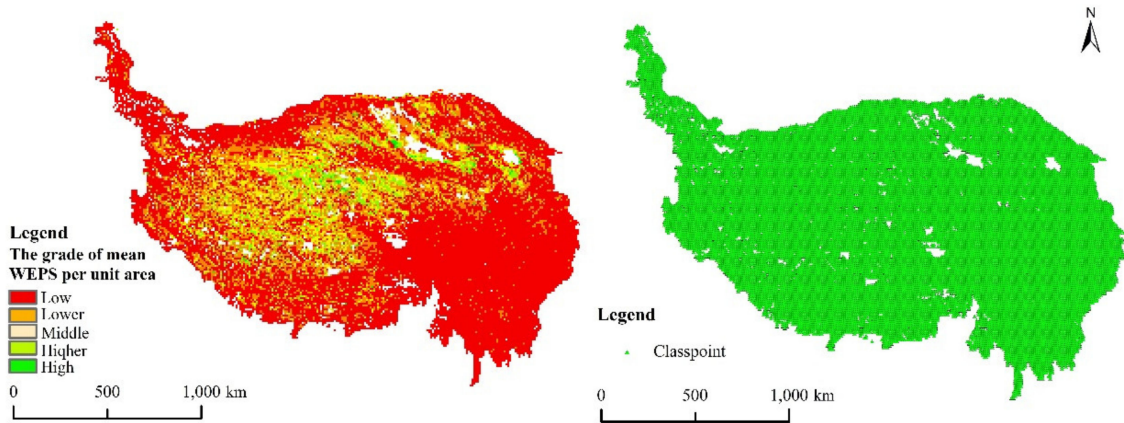 N
Legend
The grade of mean
WEPS per unit area
Low
Lower
Middle
Higher
High
0 500 1,000 km
Legend
Classpoint
0 500 1,000 km